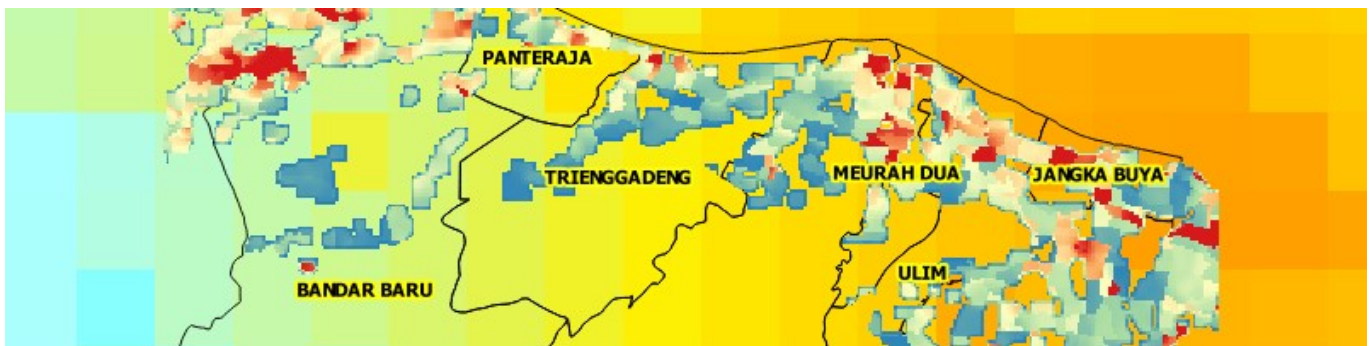 PANTERAJA
TRIENGGADENG
MEURAH DUA
JANGKA BUYA
ULIM
BANDAR BARU